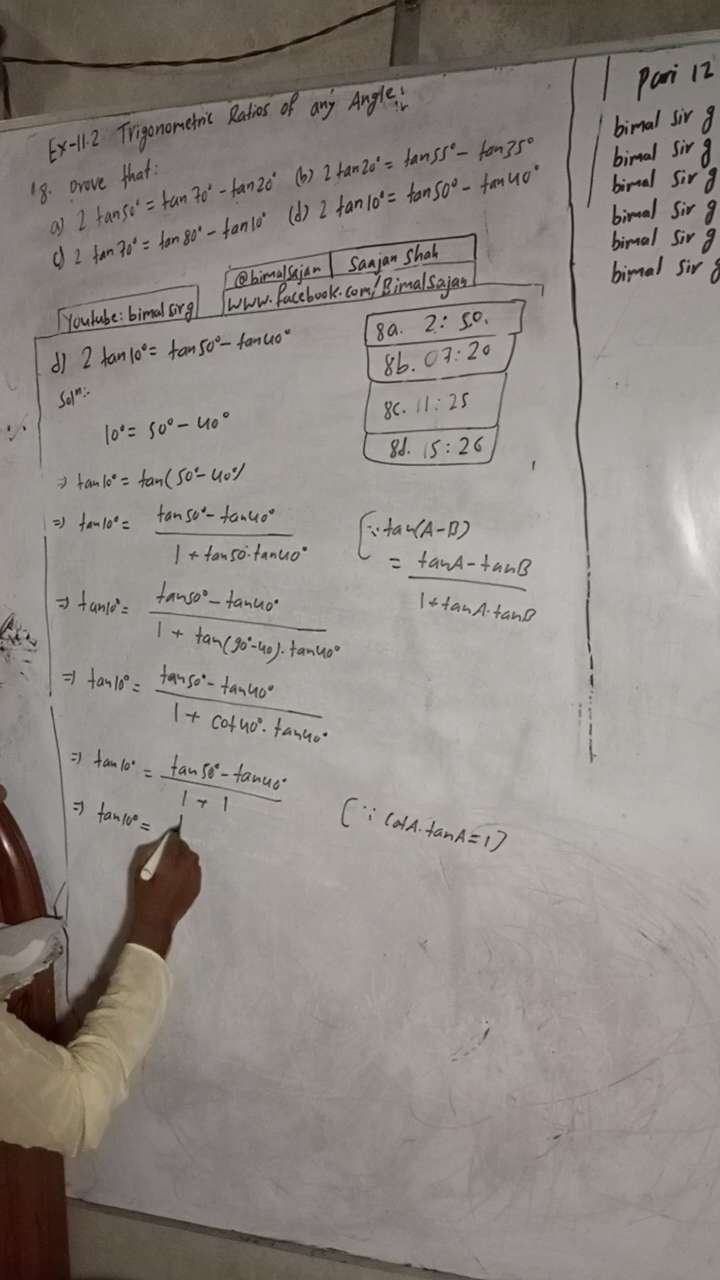 Ex-11.2 Trigonometric Ratios of any Angle:
8. Prove that:
a) 2 tan50° = tan70° - tan20° (b) 2 tan20° = tan55° - tan35°
c) 2 tan70° = tan80° - tan10° (d) 2 tan10° = tan50° - tan40°
@bimalsajan | Saajan Shah
Youtube: bimal sir g
www.facebook.com/BimalSajan
d) 2 tan10° = tan50° - tan40°
Solⁿ:
10° = 50° - 40°
⇒ tan10° = tan(50° - 40°)
⇒ tan10° = tan50° - tan40°
1 + tan50°. tan40°
⇒ tan10° = tan50° - tan40°
1 + tan(90° - 40). tan40°
⇒ tan10° = tan50° - tan40°
1 + cot40°. tan40°
⇒ tan10° = tan50° - tan40°
1 + 1
⇒ tan10° =
8a. 2: 50.
8b. 07:20
8c. 11:25
8d. 15:26
[∵ tan(A-B)
= tanA - tanB
1 + tanA. tanB
(∵ cotA. tanA = 1)
Pari 12
bimal sir g
bimal sir g
bimal sir g
bimal sir g
bimal sir g
bimal sir g